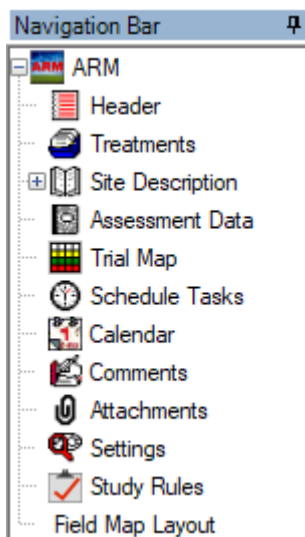 Navigation Bar
ARM ARM
Header
Treatments
Site Description
Assessment Data
Trial Map
Schedule Tasks
Calendar
Comments
Attachments
Settings
Study Rules
Field Map Layout